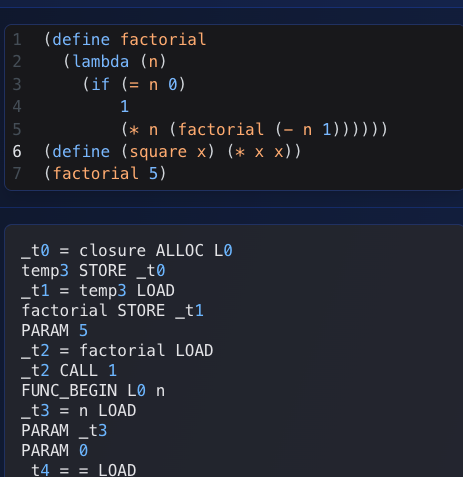 1 (define factorial
2 (lambda (n)
3 (if (= n 0)
4 1
5 (* n (factorial (- n 1))))))
6 (define (square x) (* x x))
7 (factorial 5)
_t0 = closure ALLOC L0
temp3 STORE _t0
_t1 = temp3 LOAD
factorial STORE _t1
PARAM 5
_t2 = factorial LOAD
_t2 CALL 1
FUNC_BEGIN L0 n
_t3 = n LOAD
PARAM _t3
PARAM 0
_t4 = = LOAD